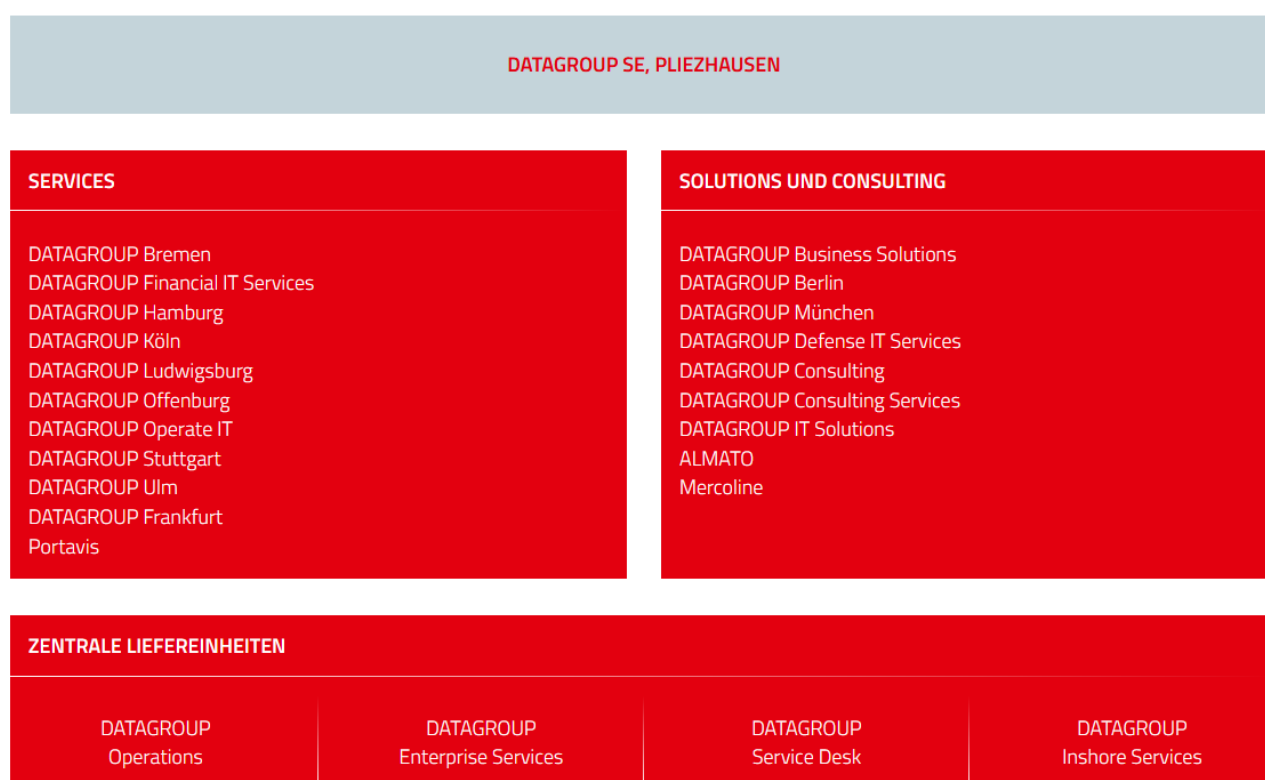 DATAGROUP SE, PLIEZHAUSEN
SERVICES
DATAGROUP Bremen
DATAGROUP Financial IT Services
DATAGROUP Hamburg
DATAGROUP Köln
DATAGROUP Ludwigsburg
DATAGROUP Offenburg
DATAGROUP Operate IT
DATAGROUP Stuttgart
DATAGROUP Ulm
DATAGROUP Frankfurt
Portavis
SOLUTIONS UND CONSULTING
DATAGROUP Business Solutions
DATAGROUP Berlin
DATAGROUP München
DATAGROUP Defense IT Services
DATAGROUP Consulting
DATAGROUP Consulting Services
DATAGROUP IT Solutions
ALMATO
Mercoline
ZENTRALE LIEFEREINHEITEN
DATAGROUP
Operations
DATAGROUP
Enterprise Services
DATAGROUP
Service Desk
DATAGROUP
Inshore Services